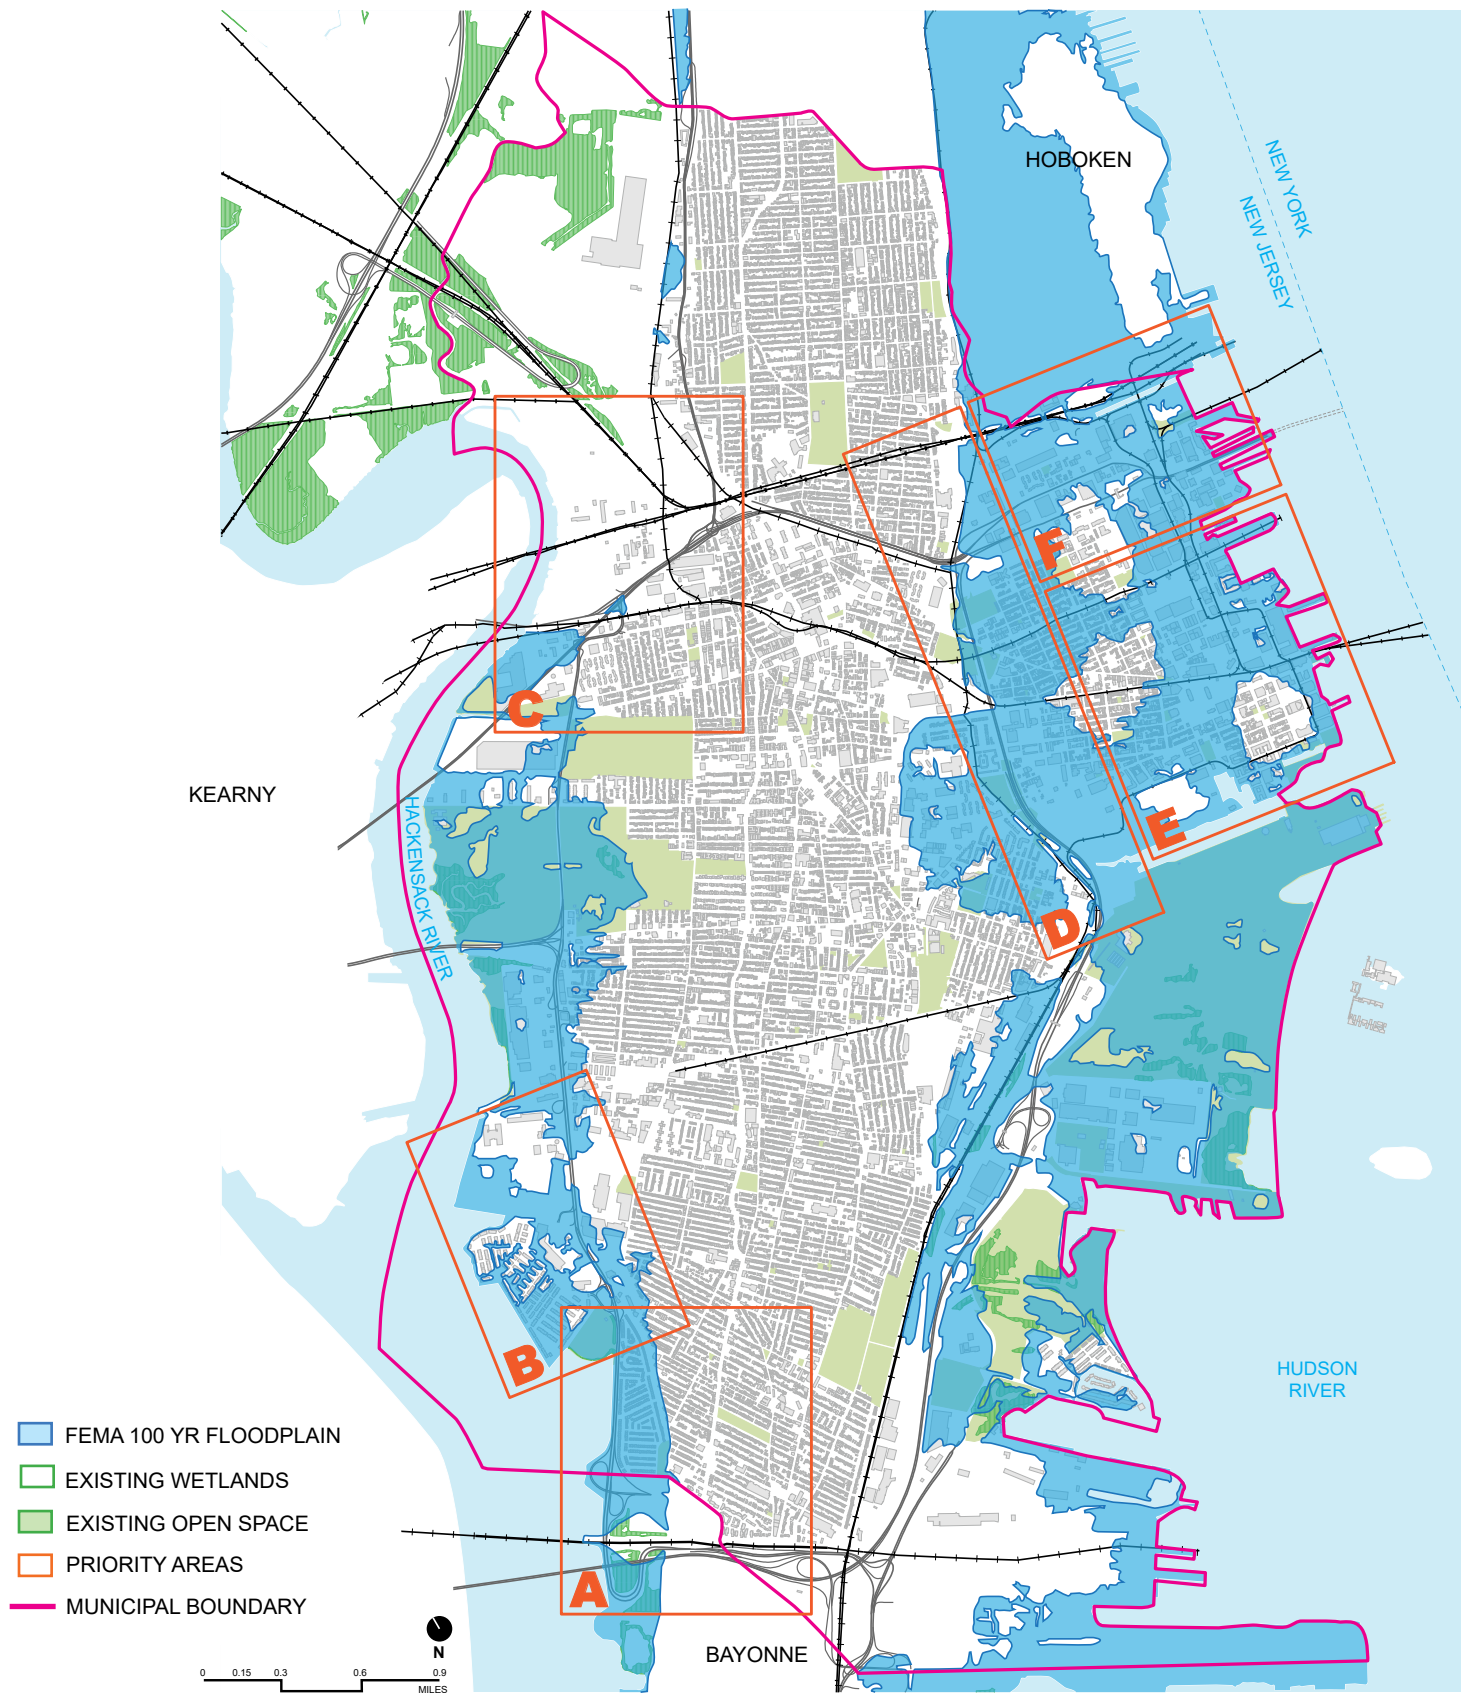 HOBOKEN
NEW YORK
NEW JERSEY
F
C
KEARNY
HACKENSACK RIVER
E
D
B
HUDSON
RIVER
FEMA 100 YR FLOODPLAIN
EXISTING WETLANDS
EXISTING OPEN SPACE
PRIORITY AREAS
MUNICIPAL BOUNDARY
A
BAYONNE
N
0 0.15 0.3 0.6 0.9
MILES